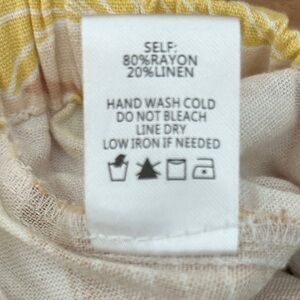 SELF:
80%RAYON
20%LINEN
HAND WASH COLD
DO NOT BLEACH
LINE DRY
LOW IRON IF NEEDED